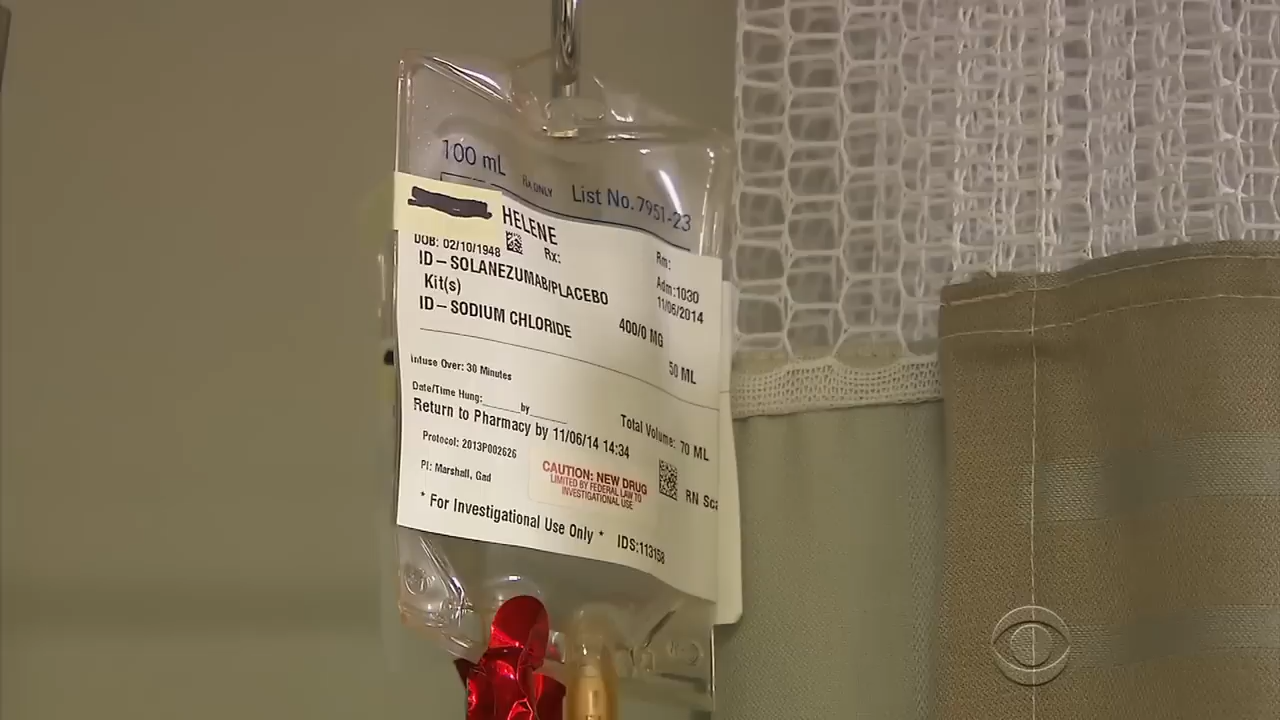 100 mL
Rx ONLY
List No. 7951-23
HELENE
DOB: 02/10/1948
Rx:
Rm:
ID – SOLANEZUMAB/PLACEBO
Adm:1030
Kit(s)
11/06/2014
400/0 MG
ID – SODIUM CHLORIDE
50 ML
Infuse Over: 30 Minutes
Date/Time Hung:______by______
Total Volume: 70 ML
Return to Pharmacy by 11/06/14 14:34
Protocol: 2013P002626
PI: Marshall, Gad
CAUTION: NEW DRUG
LIMITED BY FEDERAL LAW TO
INVESTIGATIONAL USE
RN
* For Investigational Use Only *
IDS:113158